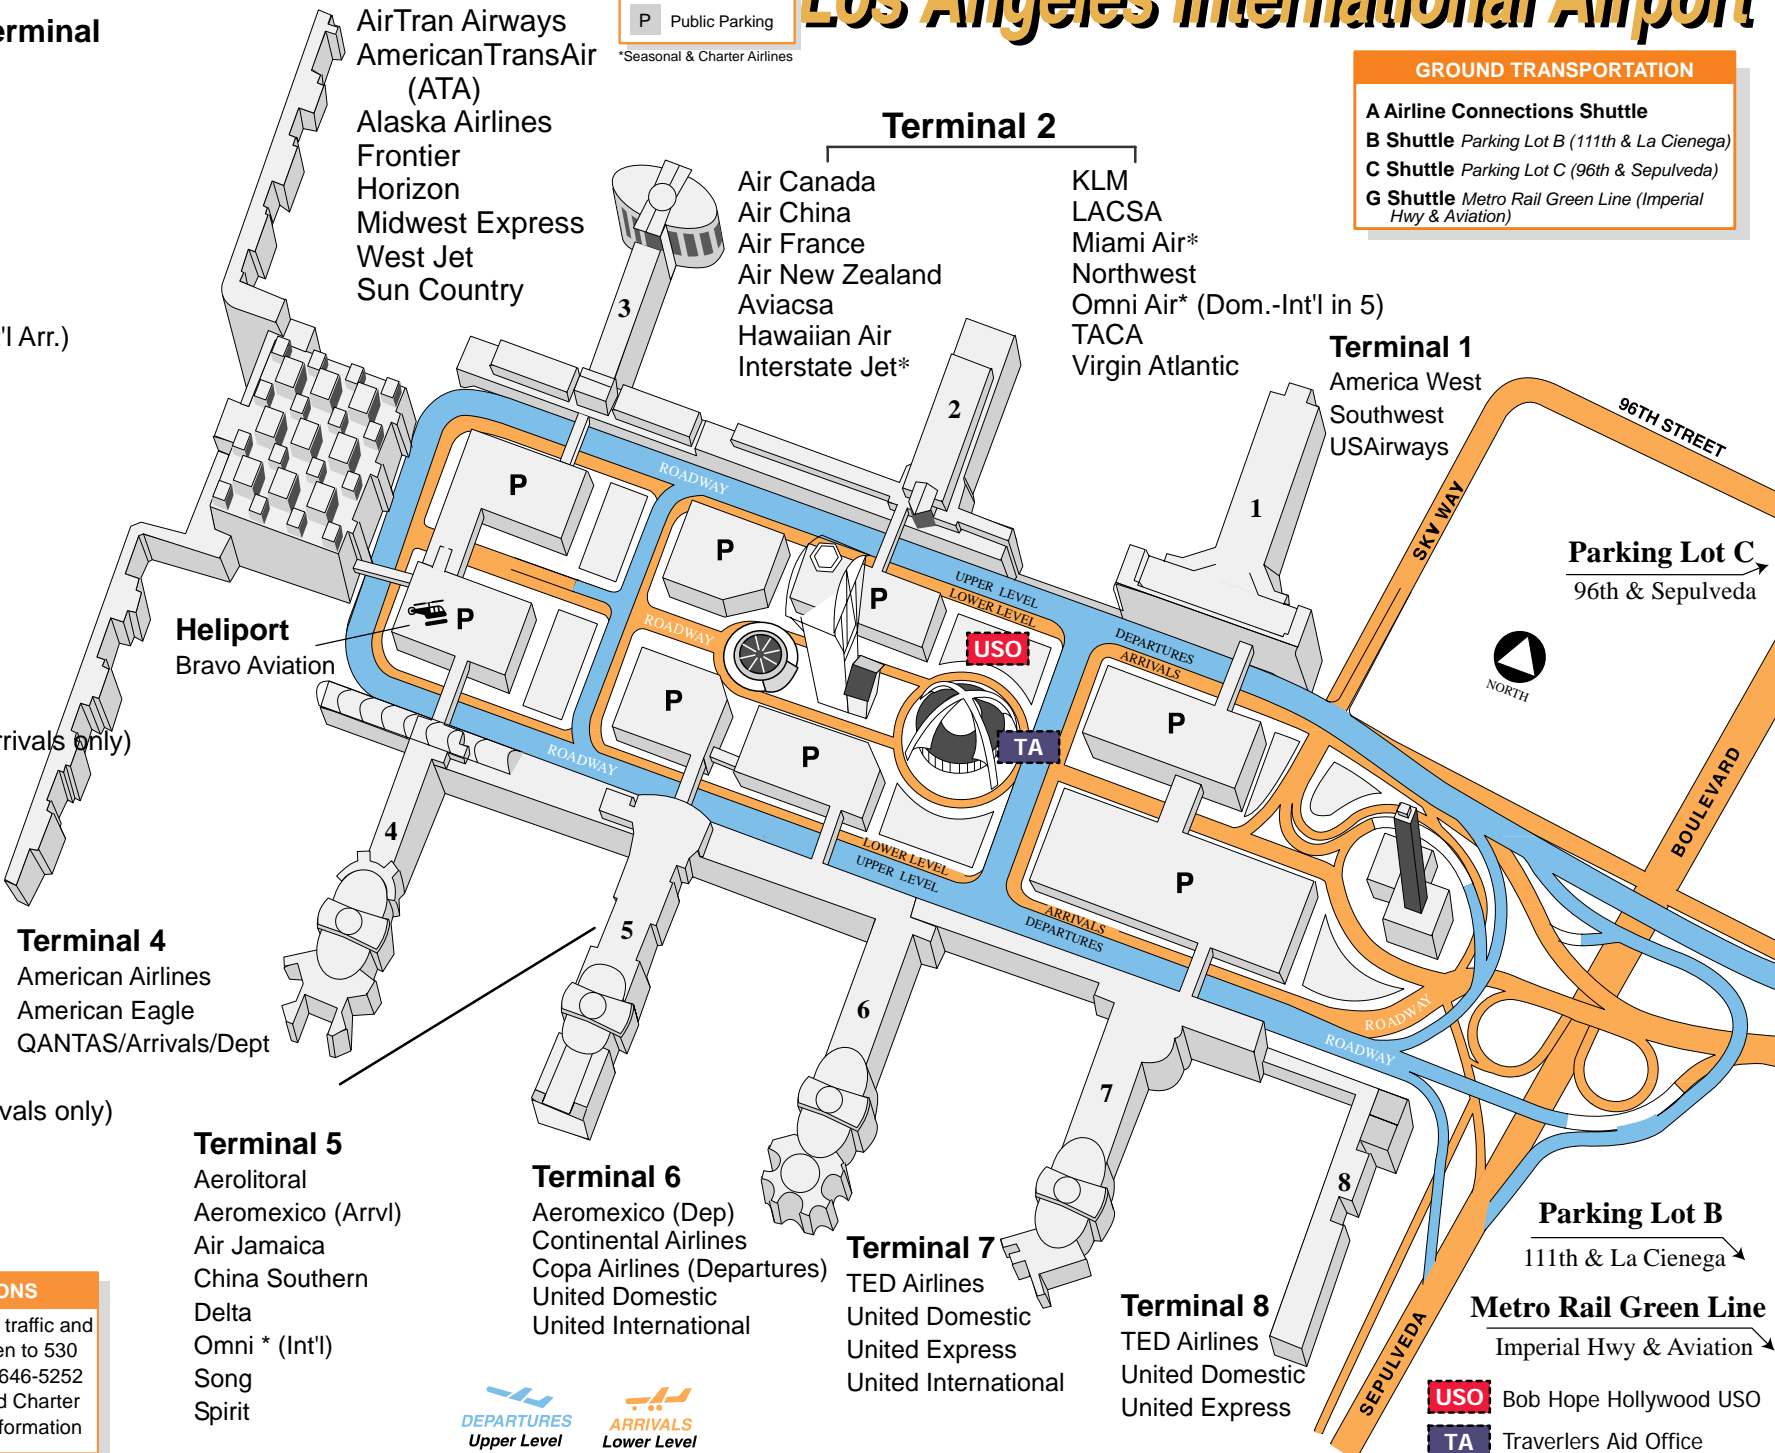 Los Angeles International Airport
P Public Parking
*Seasonal & Charter Airlines
AirTran Airways
AmericanTransAir
(ATA)
Alaska Airlines
Frontier
Horizon
Midwest Express
West Jet
Sun Country
3
Terminal 2
Air Canada
Air China
Air France
Air New Zealand
Aviacsa
Hawaiian Air
Interstate Jet*
KLM
LACSA
Miami Air*
Northwest
Omni Air* (Dom.-Int'l in 5)
TACA
Virgin Atlantic
2
GROUND TRANSPORTATION
A Airline Connections Shuttle
B Shuttle Parking Lot B (111th & La Cienega)
C Shuttle Parking Lot C (96th & Sepulveda)
G Shuttle Metro Rail Green Line (Imperial
Hwy & Aviation)
Terminal 1
America West
Southwest
USAirways
1
96TH STREET
SKY WAY
Parking Lot C
96th & Sepulveda
NORTH
BOULEVARD
ROADWAY
P
P
P
P
P
P
P
P
P
UPPER LEVEL
LOWER LEVEL
DEPARTURES
ARRIVALS
ROADWAY
USO
TA
Heliport
Bravo Aviation
ROADWAY
LOWER LEVEL
UPPER LEVEL
ARRIVALS
DEPARTURES
ROADWAY
ROADWAY
4
5
6
7
8
Terminal 4
American Airlines
American Eagle
QANTAS/Arrivals/Dept
Terminal 5
Aerolitoral
Aeromexico (Arrvl)
Air Jamaica
China Southern
Delta
Omni * (Int'l)
Song
Spirit
Terminal 6
Aeromexico (Dep)
Continental Airlines
Copa Airlines (Departures)
United Domestic
United International
Terminal 7
TED Airlines
United Domestic
United Express
United International
Terminal 8
TED Airlines
United Domestic
United Express
SEPULVEDA
Parking Lot B
111th & La Cienega
Metro Rail Green Line
Imperial Hwy & Aviation
USO Bob Hope Hollywood USO
TA Traverlers Aid Office
DEPARTURES
Upper Level
ARRIVALS
Lower Level
Arr.)
only)
only)
traffic and
to 530
646-5252
Charter